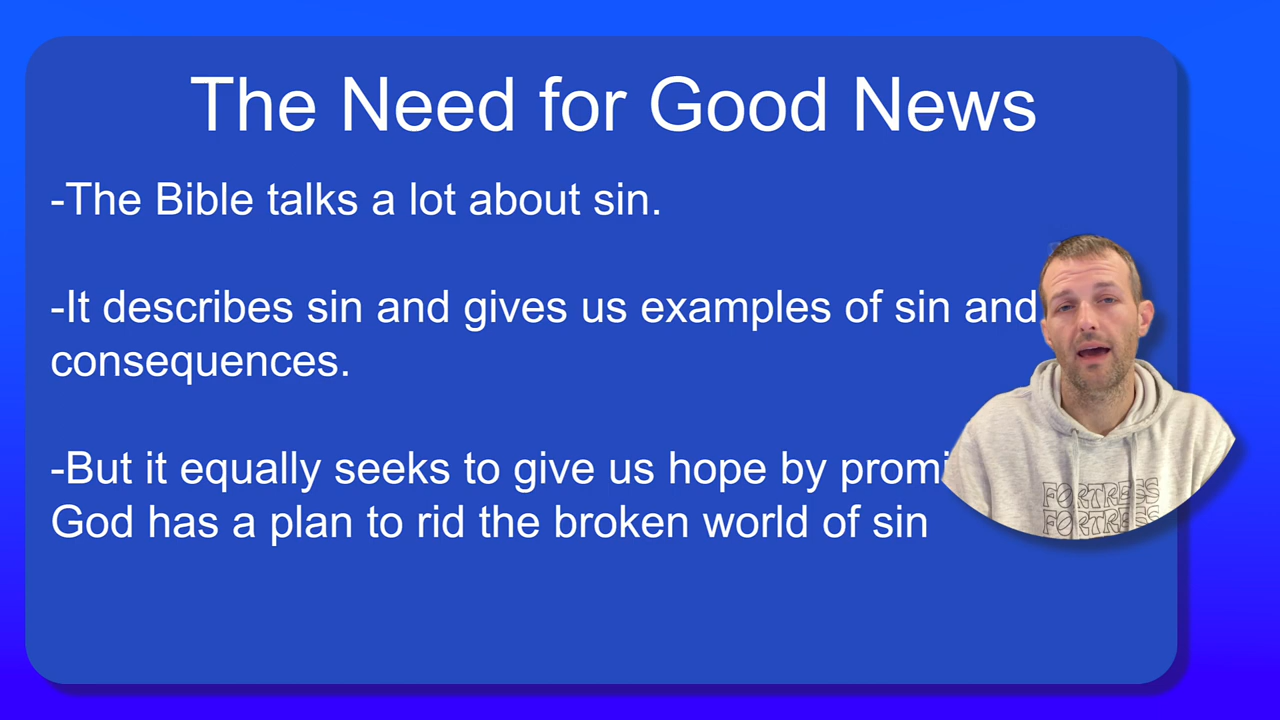 The Need for Good News
-The Bible talks a lot about sin.
-It describes sin and gives us examples of sin and
consequences.
-But it equally seeks to give us hope by
God has a plan to rid the broken world of sin
FORTRESS
FORTRESS